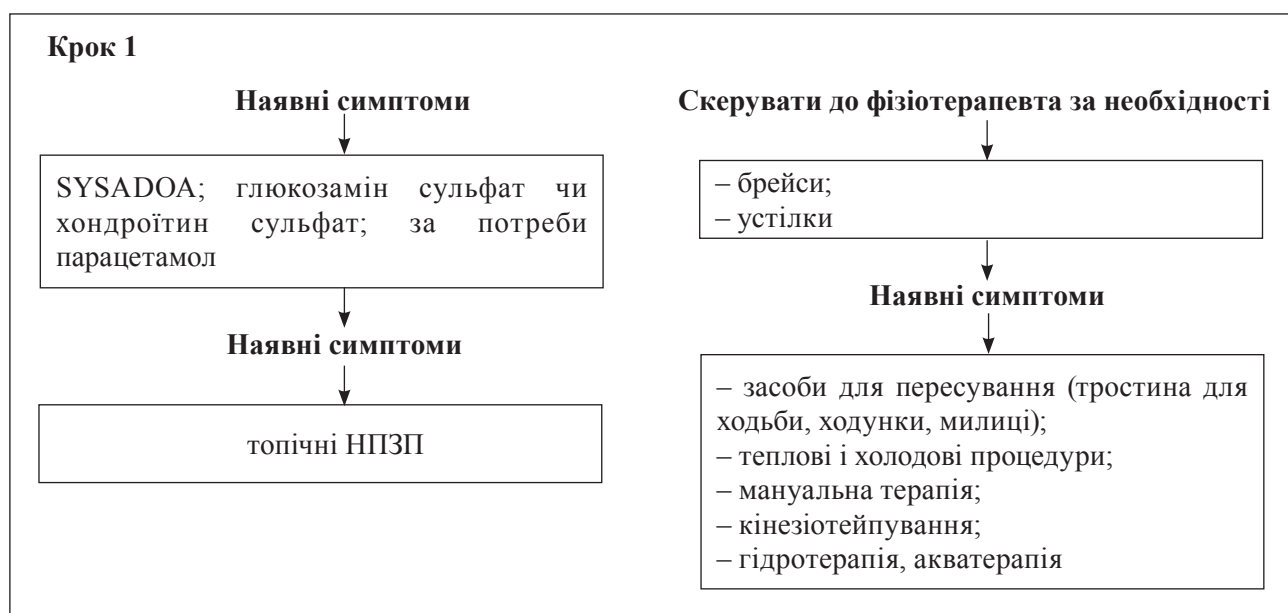 Крок 1
Наявні симптоми
SYSADOA; глюкозамін сульфат чи
хондроїтин сульфат; за потреби
парацетамол
Наявні симптоми
топічні НПЗП
Скерувати до фізіотерапевта за необхідності
– брейси;
– устілки
Наявні симптоми
– засоби для пересування (тростина для
ходьби, ходунки, милиці);
– теплові і холодові процедури;
– мануальна терапія;
– кінезіотейпування;
– гідротерапія, акватерапія